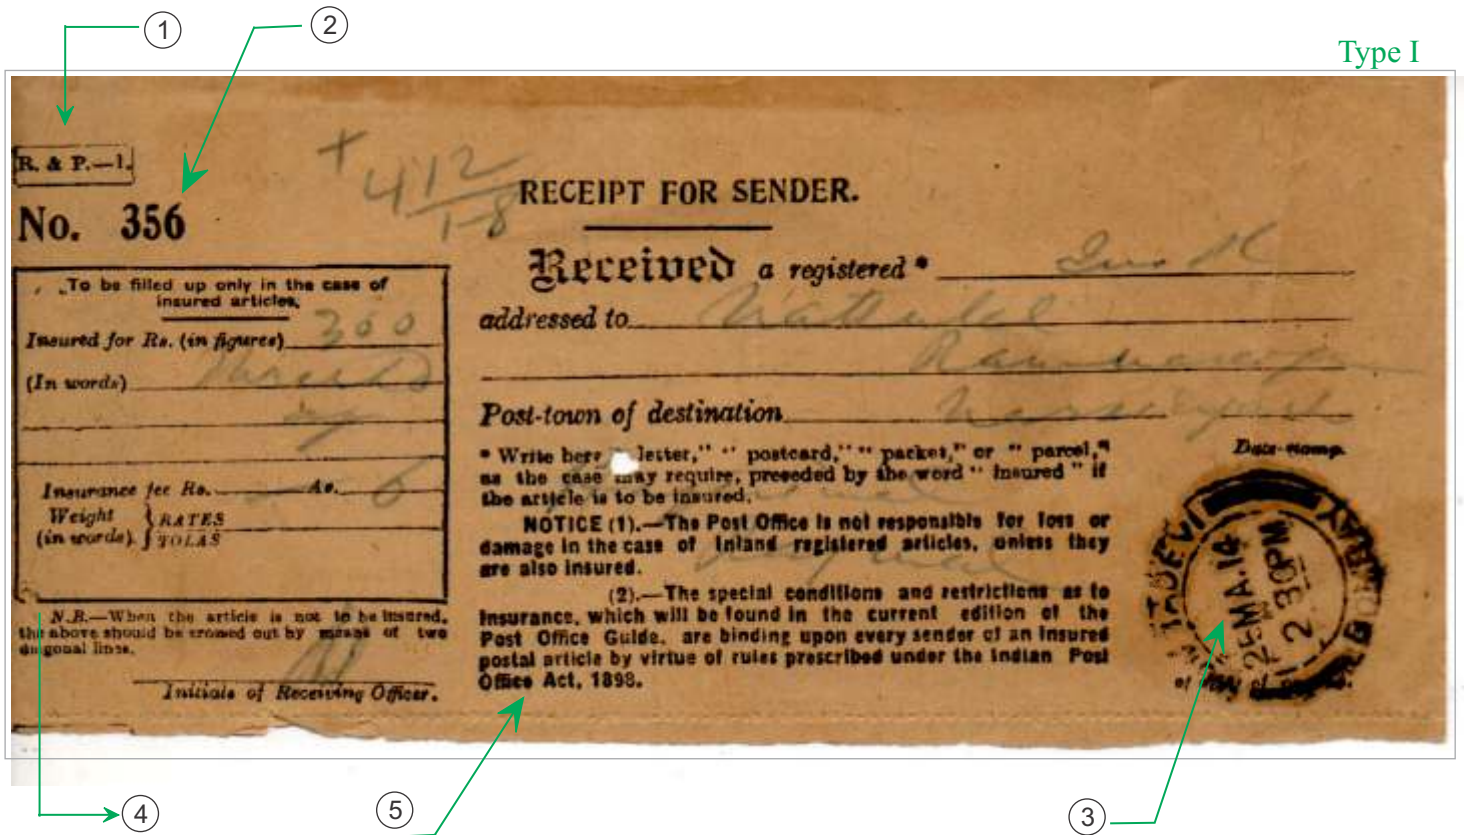 1
2
Type I
R. & P.—1.
No. 356
+
4 12
1-8
RECEIPT FOR SENDER.
Received a registered *
addressed to
Post-town of destination
To be filled up only in the case of
insured articles.
Insured for Rs. (in figures) 300
(In words)
Insurance fee Rs. As. 6
Weight RATES
(in words). TOLAS
N.B.—When the article is not to be insured,
the above should be crossed out by means of two
diagonal lines.
Initials of Receiving Officer.
* Write here letter," " postcard," " packet," or " parcel,"
as the case may require, preceded by the word " insured " if
the article is to be insured.
NOTICE (1).—The Post Office is not responsible for loss or
damage in the case of Inland registered articles, unless they
are also insured.
(2).—The special conditions and restrictions as to
Insurance, which will be found in the current edition of the
Post Office Guide, are binding upon every sender of an insured
postal article by virtue of rules prescribed under the Indian Post
Office Act, 1898.
Date-stamp.
BOMBAY
25MA.14
2.30PM
4
5
3